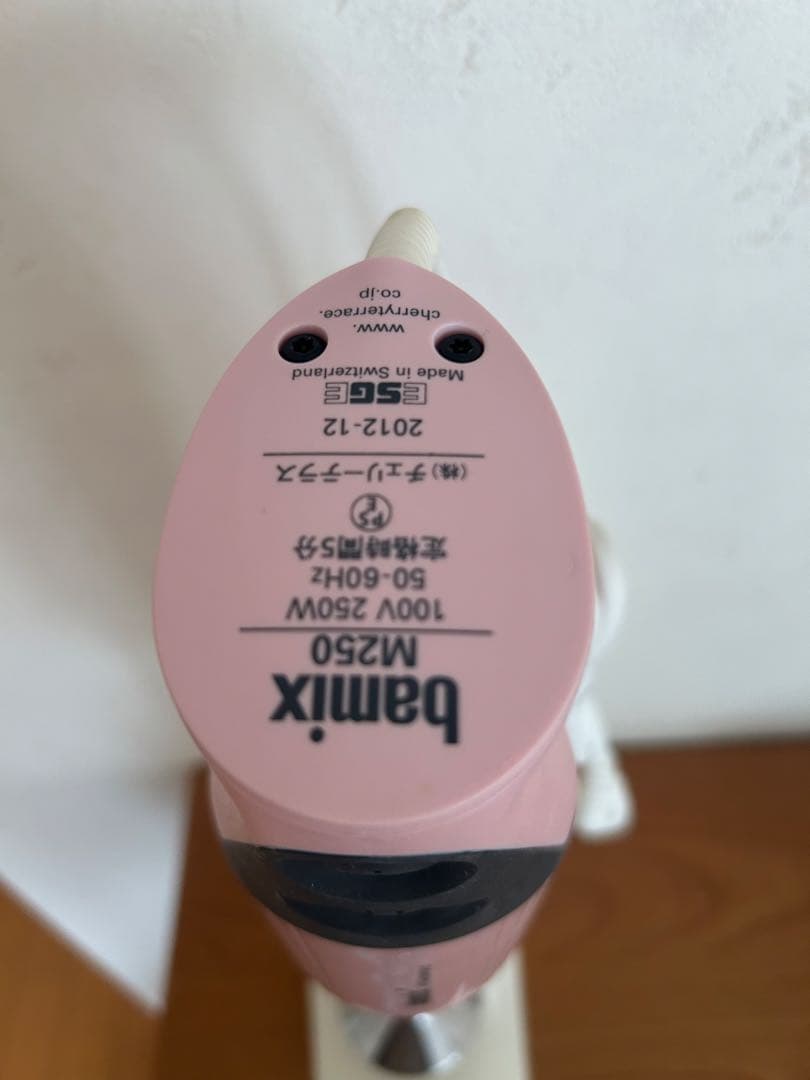 bamix
M250
100V 250W
50-60Hz
定格時間5分
PSE
(株)チェリーテラス
2012-12
ESGE
Made in Switzerland
www.
cherryterrace.
co.jp